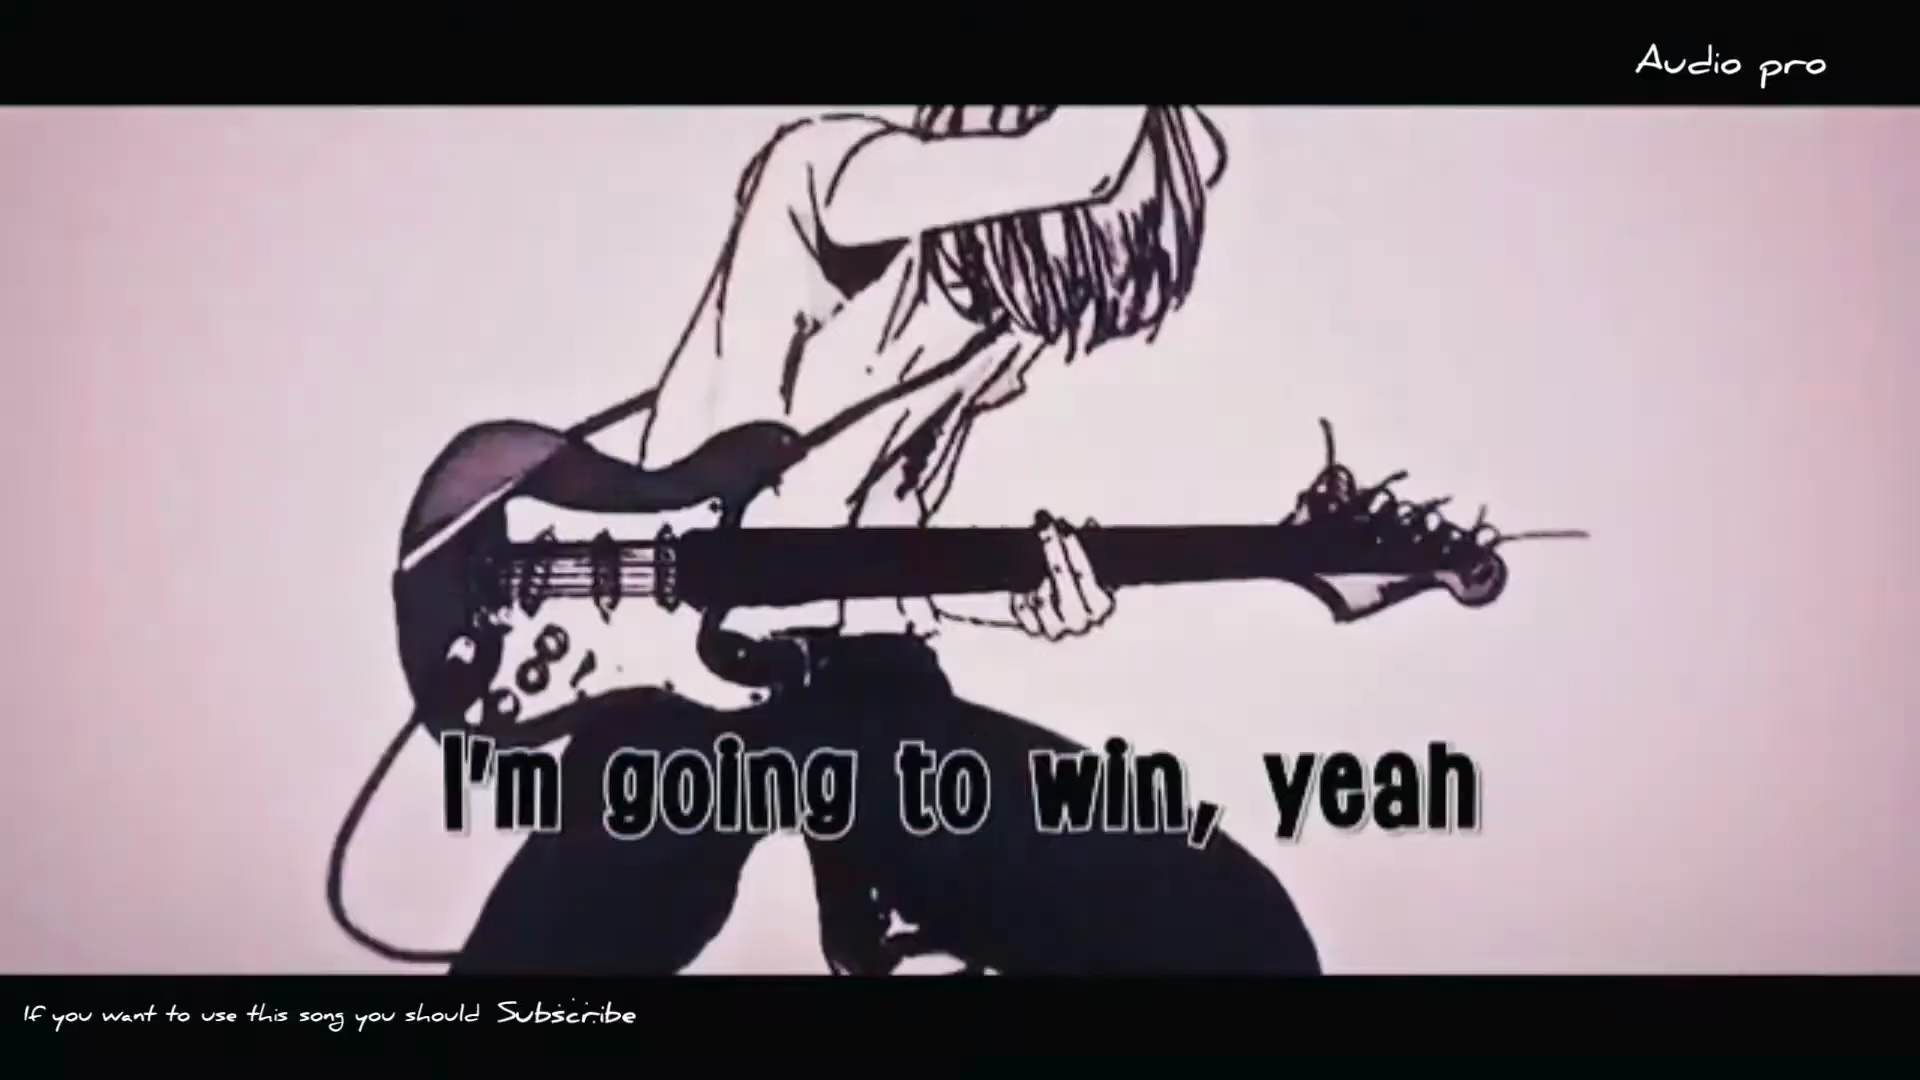 Audio pro
I'm going to win, yeah
If you want to use this song you should Subscribe